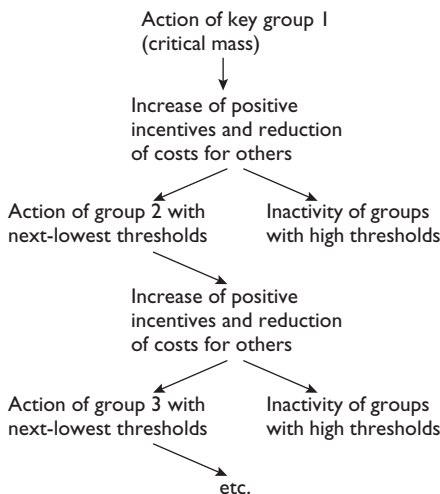 Action of key group 1
(critical mass)
Increase of positive
incentives and reduction
of costs for others
Action of group 2 with
next-lowest thresholds
Inactivity of groups
with high thresholds
Increase of positive
incentives and reduction
of costs for others
Action of group 3 with
next-lowest thresholds
Inactivity of groups
with high thresholds
etc.